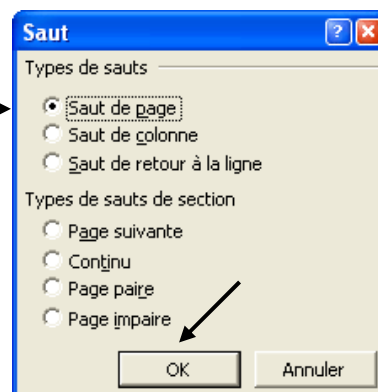 Saut
Types de sauts
Saut de page
Saut de colonne
Saut de retour à la ligne
Types de sauts de section
Page suivante
Continu
Page paire
Page impaire
OK Annuler